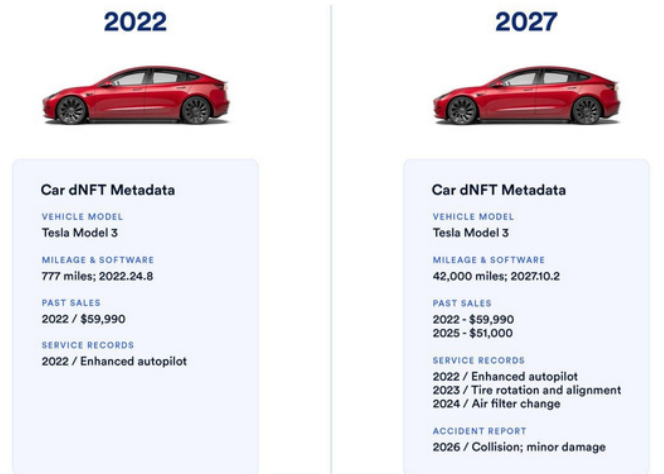 2022
Car dNFT Metadata
VEHICLE MODEL
Tesla Model 3
MILEAGE & SOFTWARE
777 miles; 2022.24.8
PAST SALES
2022 / $59,990
SERVICE RECORDS
2022 / Enhanced autopilot
2027
Car dNFT Metadata
VEHICLE MODEL
Tesla Model 3
MILEAGE & SOFTWARE
42,000 miles; 2027.10.2
PAST SALES
2022 - $59,990
2025 - $51,000
SERVICE RECORDS
2022 / Enhanced autopilot
2023 / Tire rotation and alignment
2024 / Air filter change
ACCIDENT REPORT
2026 / Collision; minor damage